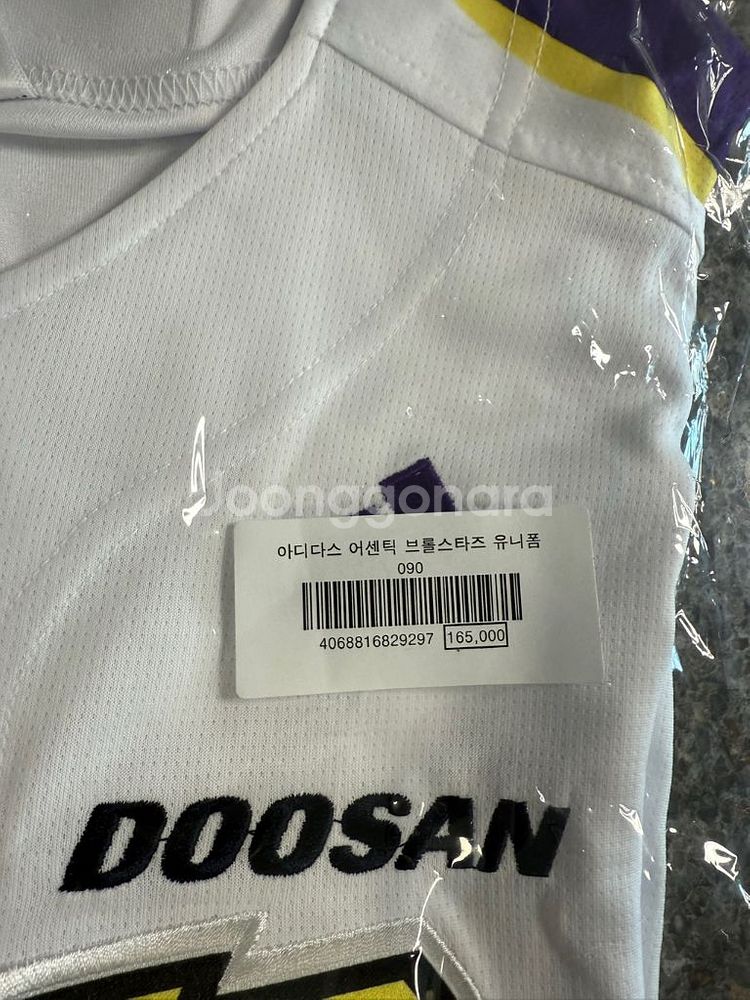 Joonggonara
아디다스 어센틱 브롤스타즈 유니폼
090
4068816829297 165,000
DOOSAN